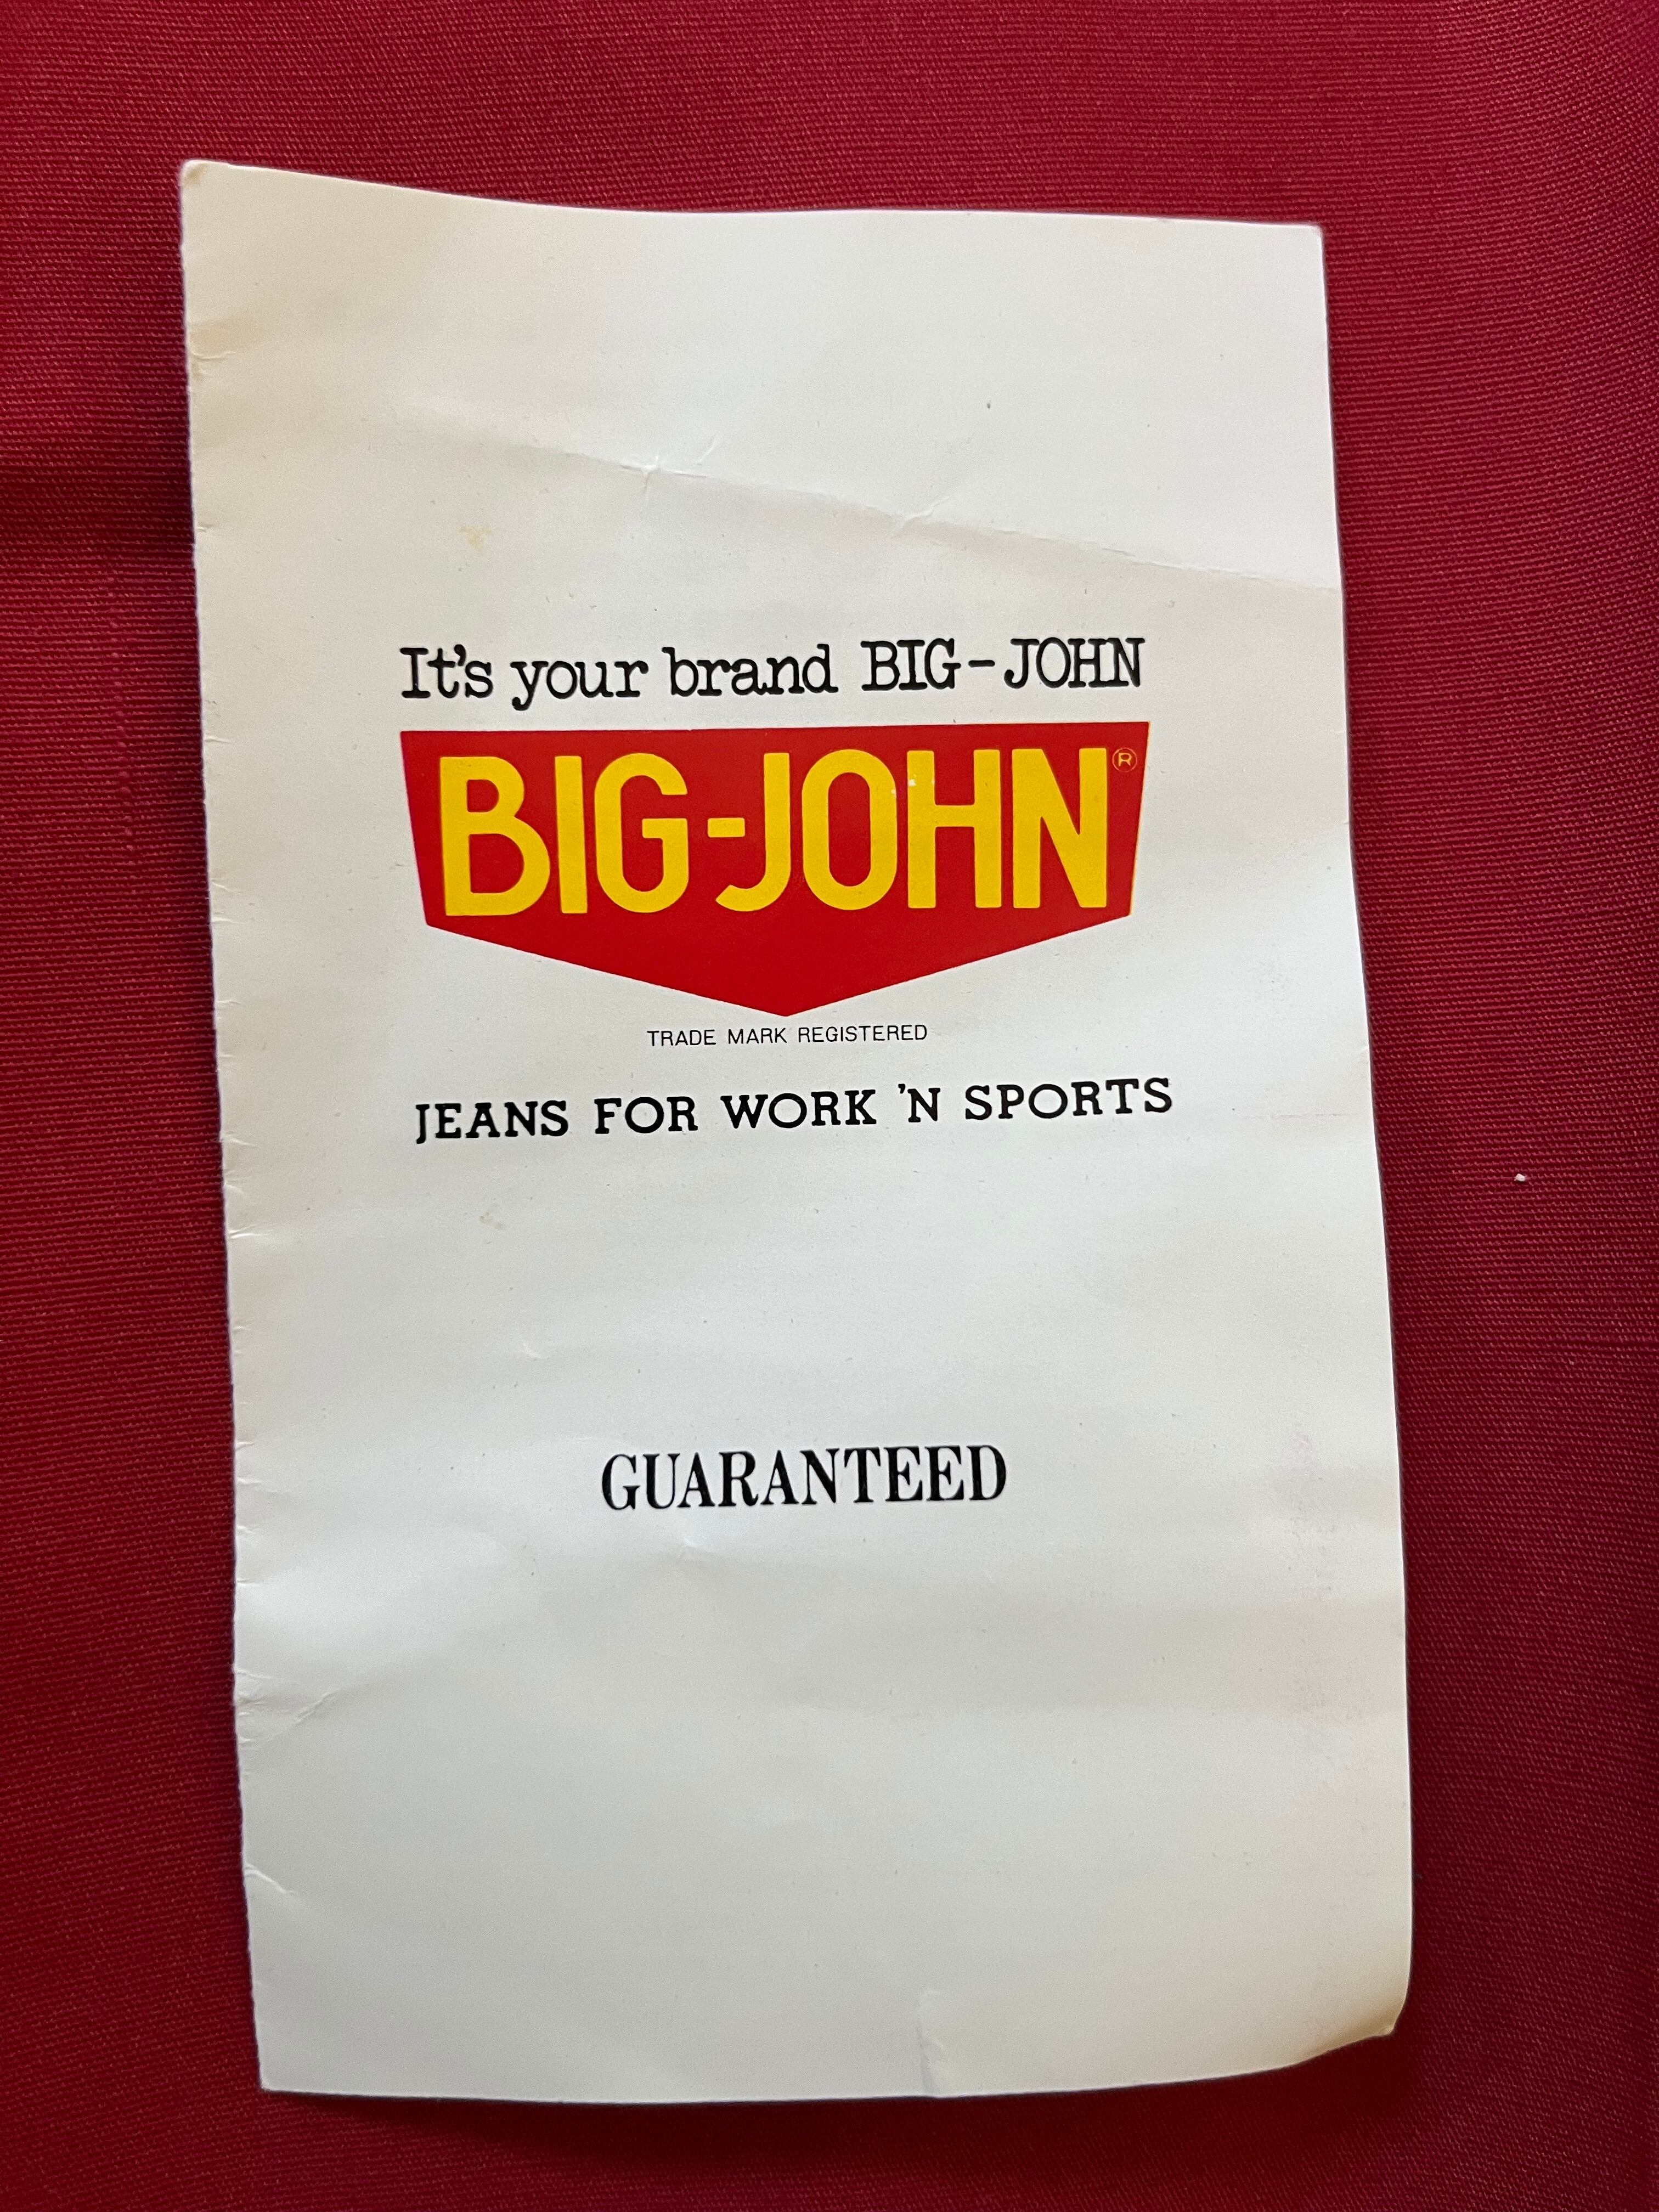 It's your brand BIG-JOHN
BIG-JOHN®
TRADE MARK REGISTERED
JEANS FOR WORK 'N SPORTS
GUARANTEED